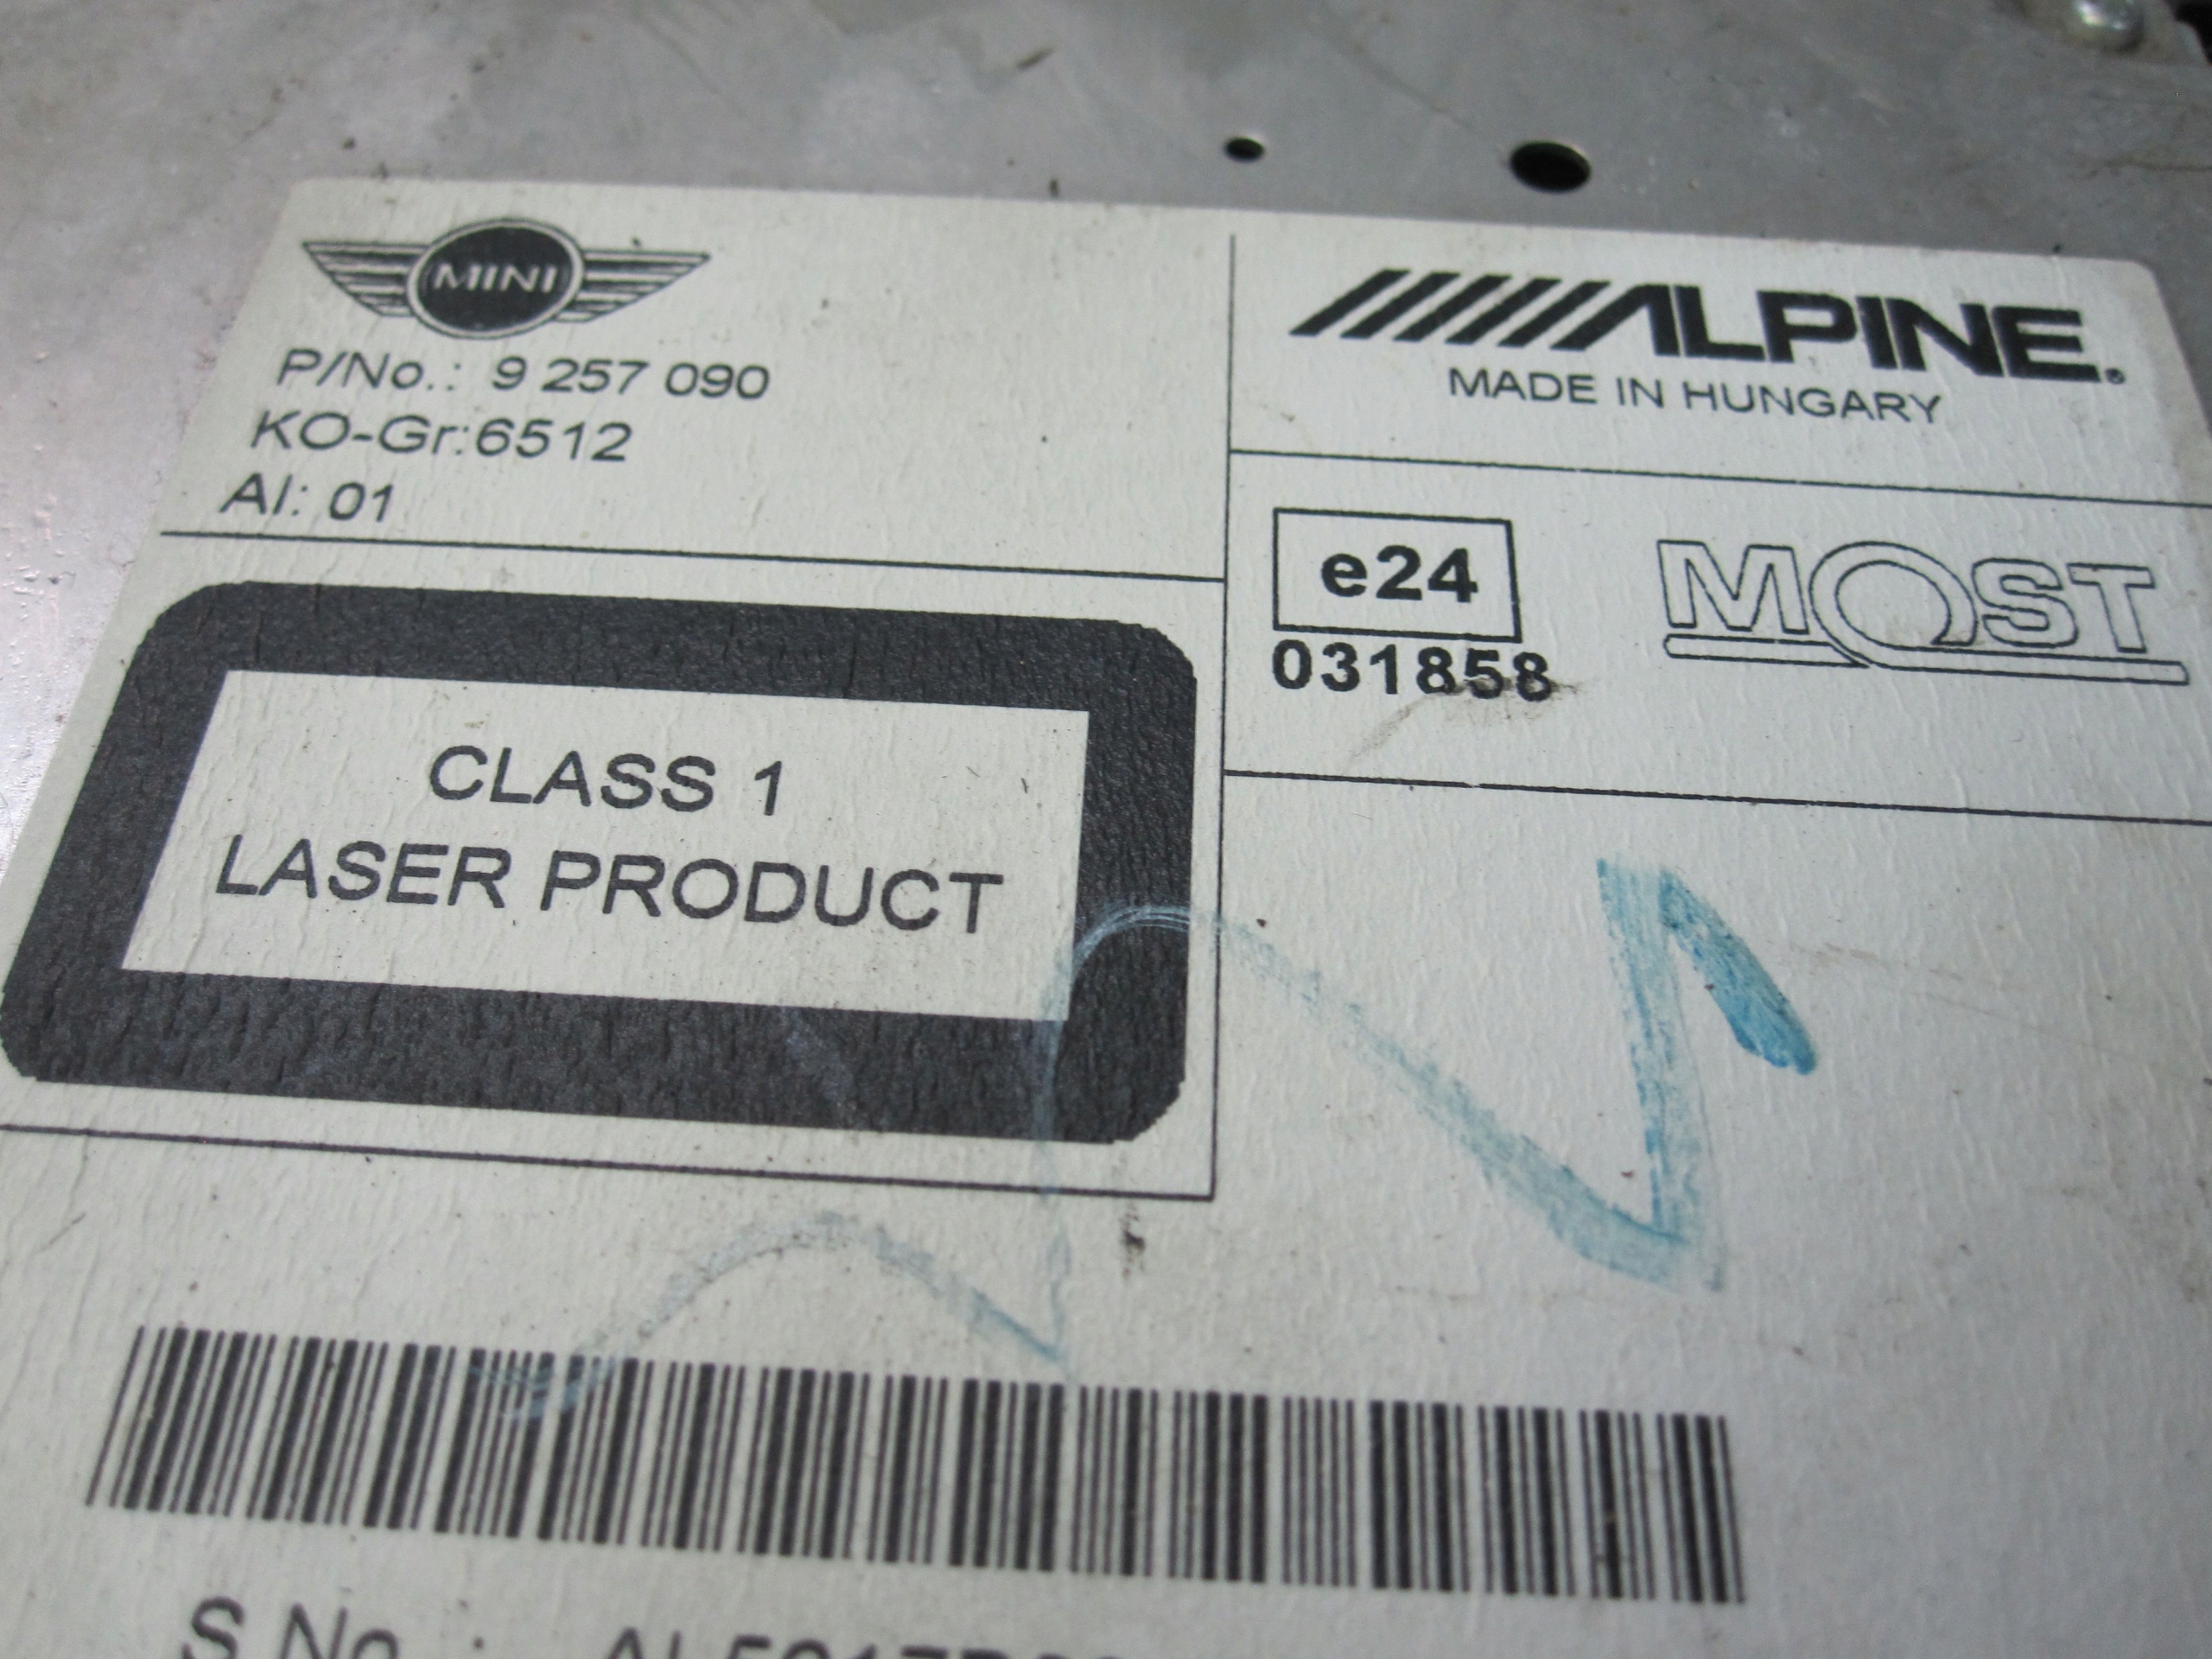 MINI
P/No.: 9 257 090
KO-Gr:6512
AI: 01
ALPINE®
MADE IN HUNGARY
e24
031858
MOST
CLASS 1
LASER PRODUCT
S.No.: